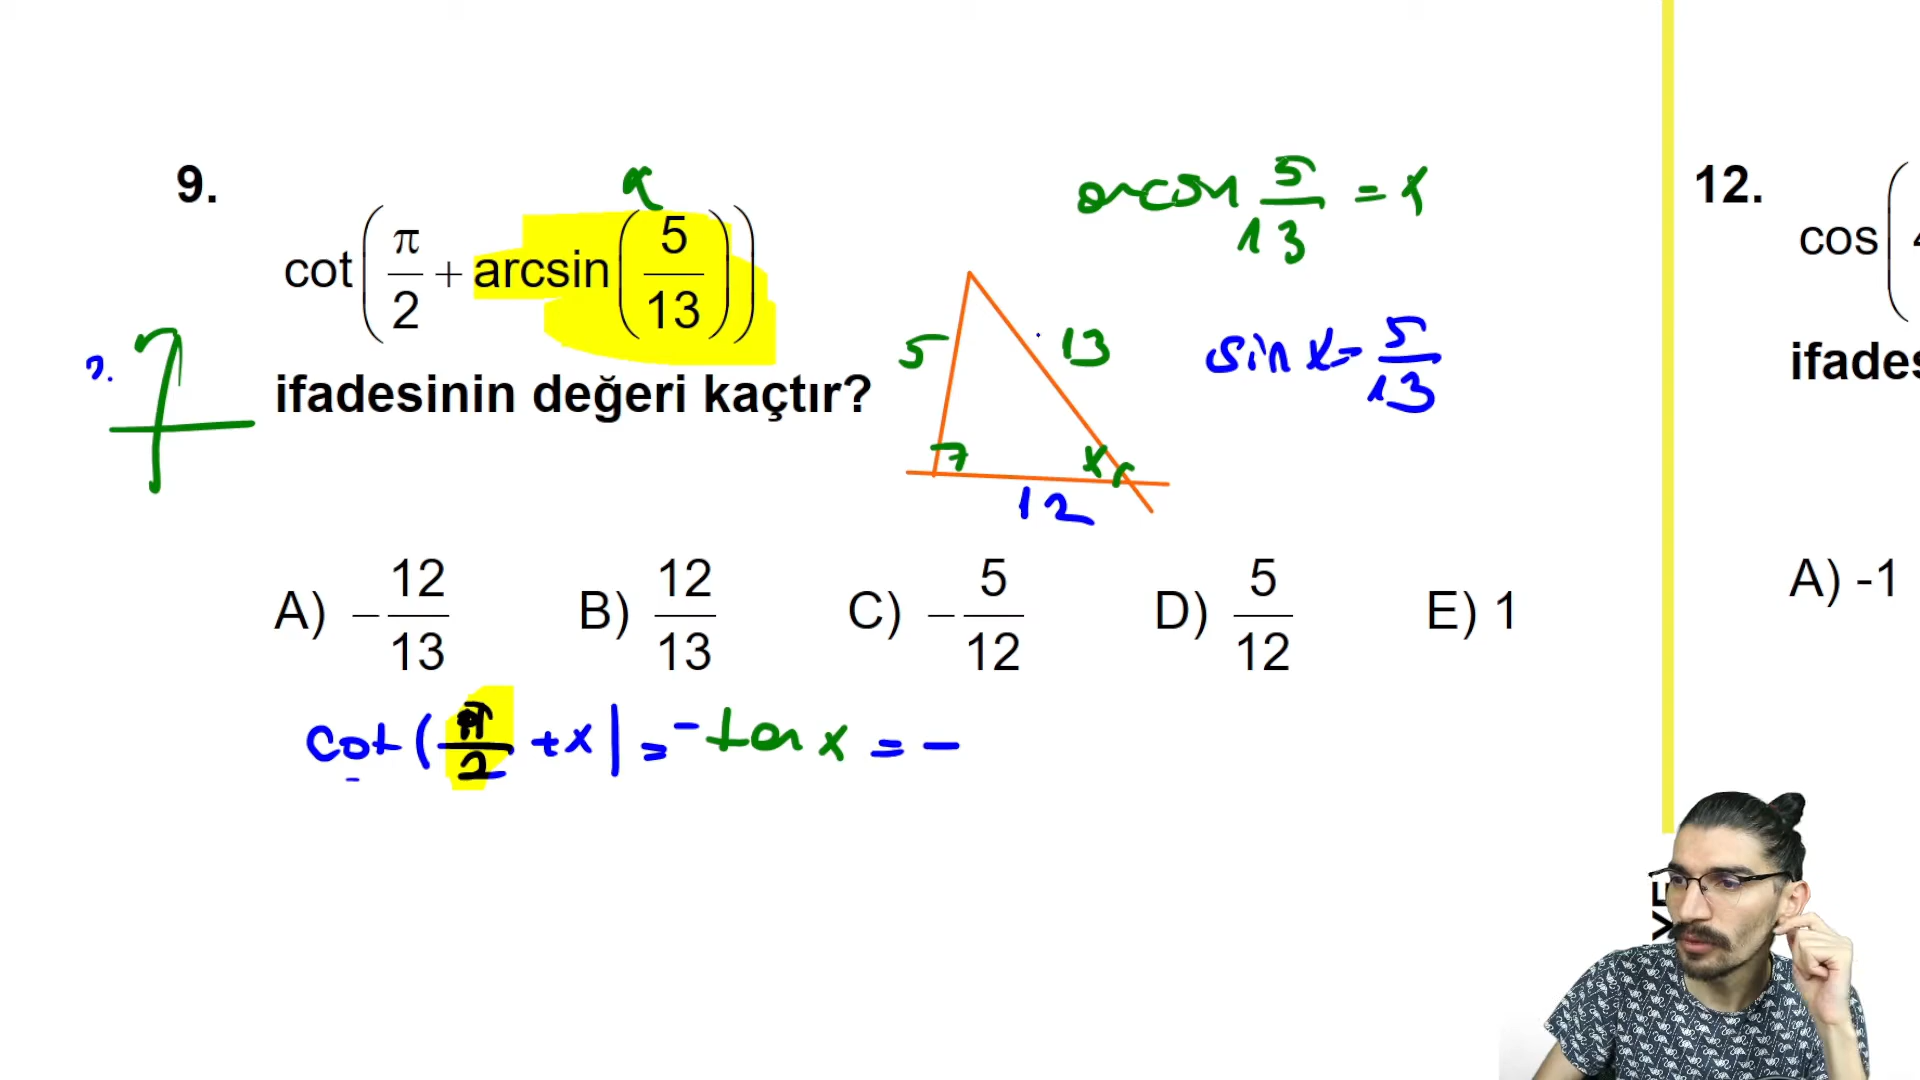 9.
x
cot(π/2 + arcsin(5/13))
ifadesinin değeri kaçtır?
arcsin 5/13 = x
sin x = 5/13
5
13
x
12
A) -12/13 B) 12/13 C) -5/12 D) 5/12 E) 1
cot(π/2 + x) = - tan x = -
12.
cos(
ifades
A) -1